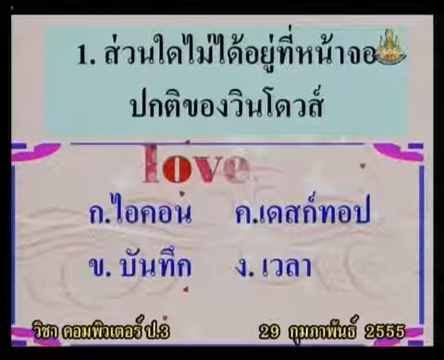 1. ส่วนใดไม่ได้อยู่ที่หน้าจอ
ปกติของวินโดวส์
love
ก.ไอคอน ค.เดสก์ทอป
ข. บันทึก ง. เวลา
วิชา คอมพิวเตอร์ ป.3 29 กุมภาพันธ์ 2555